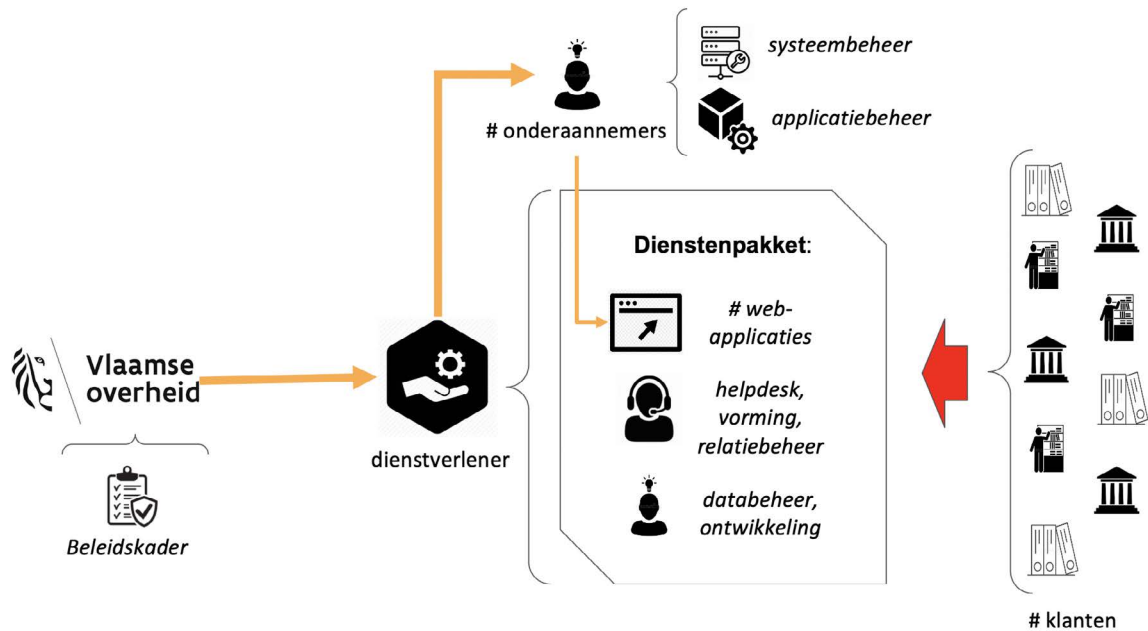 systeembeheer
# onderaannemers
applicatiebeheer
Dienstenpakket:
# web-
applicaties
Vlaamse
overheid
helpdesk,
vorming,
relatiebeheer
dienstverlener
databeheer,
ontwikkeling
Beleidskader
# klanten